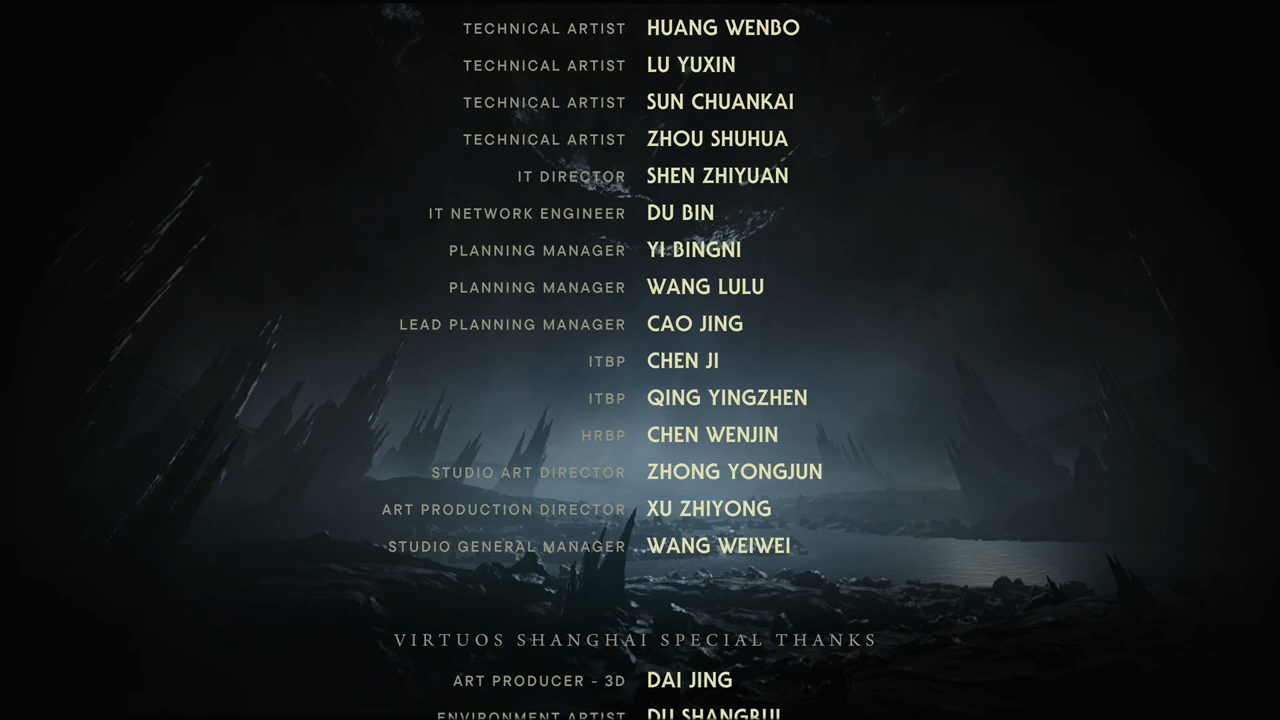 TECHNICAL ARTIST HUANG WENBO
TECHNICAL ARTIST LU YUXIN
TECHNICAL ARTIST SUN CHUANKAI
TECHNICAL ARTIST ZHOU SHUHUA
IT DIRECTOR SHEN ZHIYUAN
IT NETWORK ENGINEER DU BIN
PLANNING MANAGER YI BINGNI
PLANNING MANAGER WANG LULU
LEAD PLANNING MANAGER CAO JING
ITBP CHEN JI
ITBP QING YINGZHEN
HRBP CHEN WENJIN
STUDIO ART DIRECTOR ZHONG YONGJUN
ART PRODUCTION DIRECTOR XU ZHIYONG
STUDIO GENERAL MANAGER WANG WEIWEI
VIRTUOS SHANGHAI SPECIAL THANKS
ART PRODUCER - 3D DAI JING
ENVIRONMENT ARTIST DU